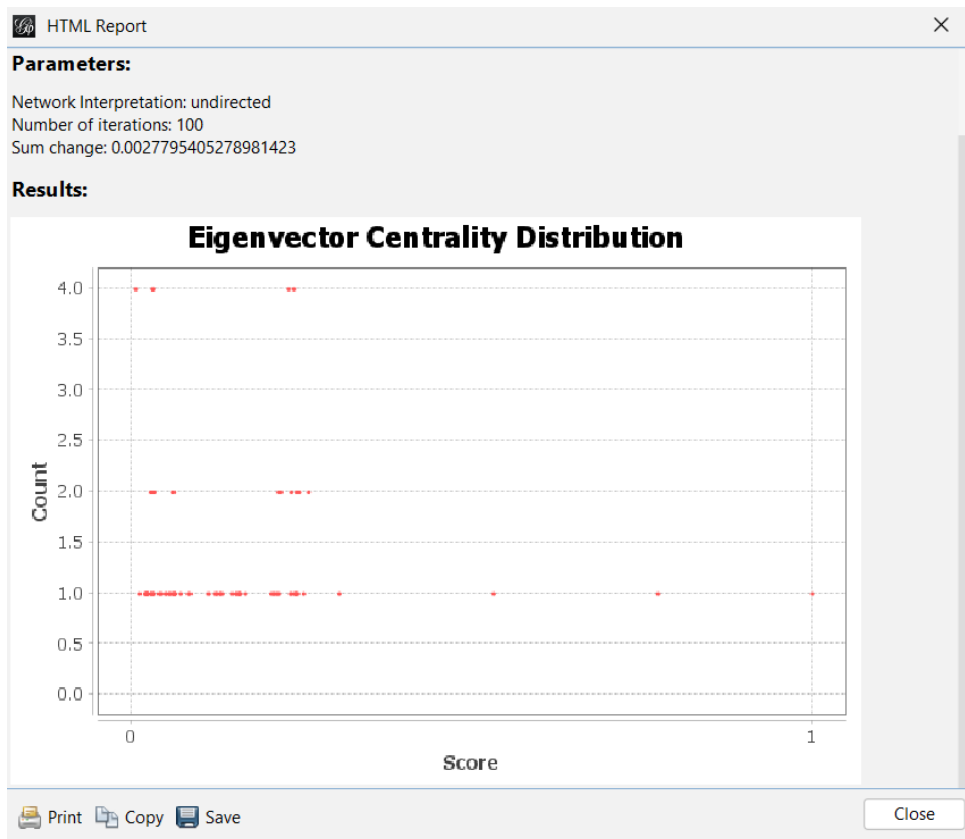 HTML Report
Parameters:
Network Interpretation: undirected
Number of iterations: 100
Sum change: 0.0027795405278981423
Results:
Eigenvector Centrality Distribution
4.0
3.5
3.0
2.5
2.0
1.5
1.0
0.5
0.0
Count
0 1
Score
Print Copy Save Close